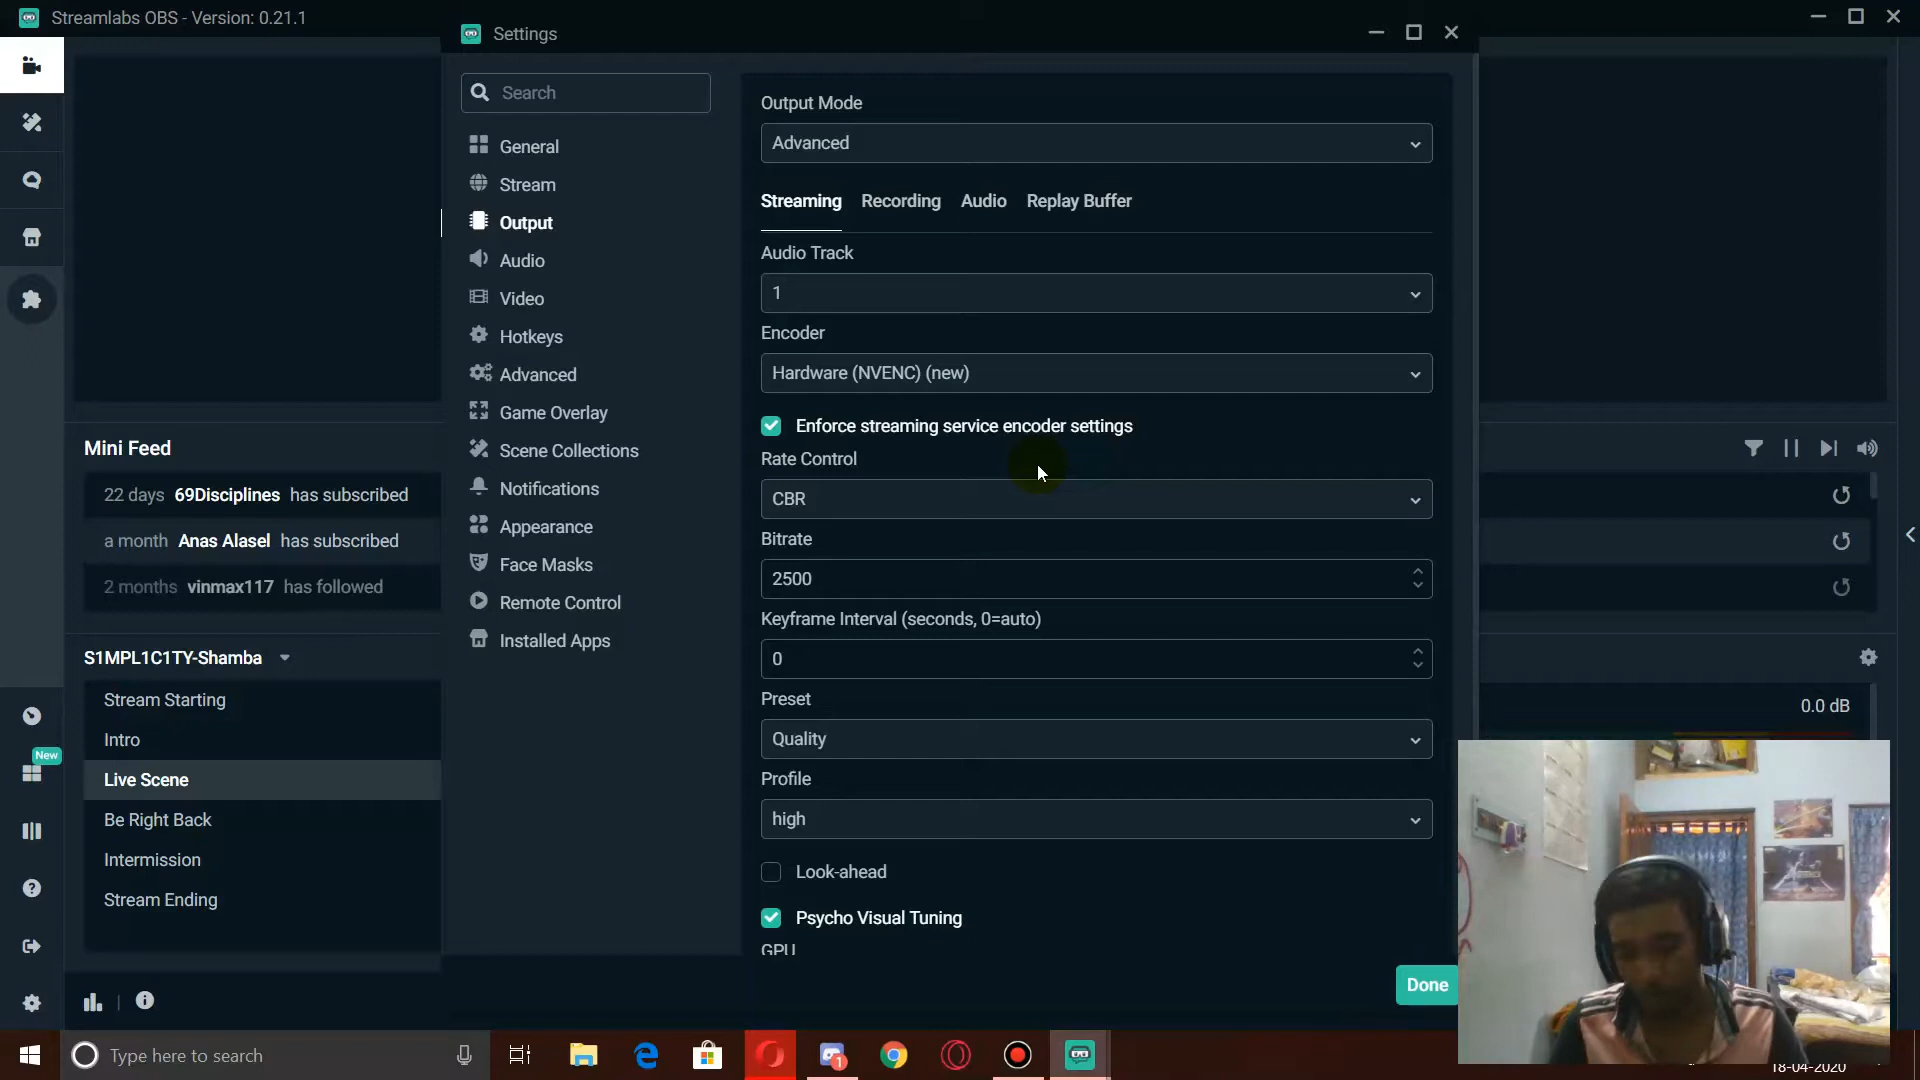 Streamlabs OBS - Version: 0.21.1
Settings
Search
General
Stream
Output
Audio
Video
Hotkeys
Advanced
Game Overlay
Scene Collections
Notifications
Appearance
Face Masks
Remote Control
Installed Apps
Output Mode
Advanced
Streaming Recording Audio Replay Buffer
Audio Track
1
Encoder
Hardware (NVENC) (new)
Enforce streaming service encoder settings
Rate Control
CBR
Bitrate
2500
Keyframe Interval (seconds, 0=auto)
0
Preset
Quality
Profile
high
Look-ahead
Psycho Visual Tuning
GPU
Done
Mini Feed
22 days 69Disciplines has subscribed
a month Anas Alasel has subscribed
2 months vinmax117 has followed
S1MPL1C1TY-Shamba
Stream Starting
Intro
Live Scene
Be Right Back
Intermission
Stream Ending
New
0.0 dB
Type here to search
1
18-04-2020